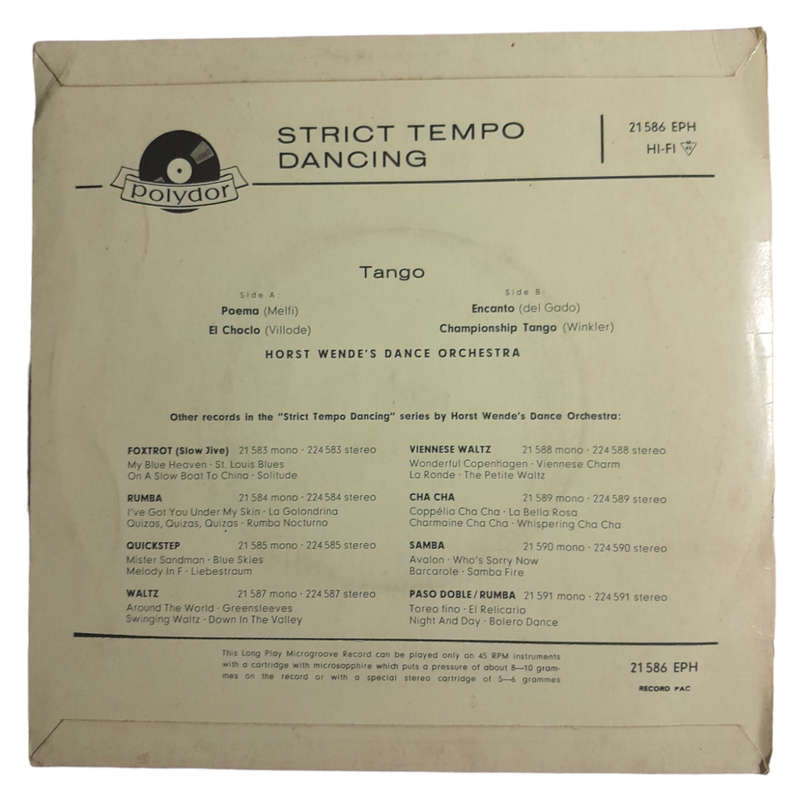 polydor
STRICT TEMPO
DANCING
21 586 EPH
HI-FI
Tango
Side A:
Poema (Melfi)
El Choclo (Villode)
Side B:
Encanto (del Gado)
Championship Tango (Winkler)
HORST WENDE'S DANCE ORCHESTRA
Other records in the "Strict Tempo Dancing" series by Horst Wende's Dance Orchestra:
FOXTROT (Slow Jive) 21 583 mono · 224 583 stereo
My Blue Heaven · St. Louis Blues
On A Slow Boat To China · Solitude
RUMBA 21 584 mono · 224 584 stereo
I've Got You Under My Skin · La Golondrina
Quizas, Quizas, Quizas · Rumba Nocturno
QUICKSTEP 21 585 mono · 224 585 stereo
Mister Sandman · Blue Skies
Melody In F · Liebestraum
WALTZ 21 587 mono · 224 587 stereo
Around The World · Greensleeves
Swinging Waltz · Down In The Valley
VIENNESE WALTZ 21 588 mono · 224 588 stereo
Wonderful Copenhagen · Viennese Charm
La Ronde · The Petite Waltz
CHA CHA 21 589 mono · 224 589 stereo
Coppélia Cha Cha · La Bella Rosa
Charmaine Cha Cha · Whispering Cha Cha
SAMBA 21 590 mono · 224 590 stereo
Avalon · Who's Sorry Now
Barcarole · Samba Fire
PASO DOBLE/RUMBA 21 591 mono · 224 591 stereo
Toreo fino · El Relicario
Night And Day · Bolero Dance
This Long Play Microgroove Record can be played only on 45 RPM instruments
with a cartridge with microsopphire which puts a pressure of about 8—10 gram-
mes on the record or with a special stereo cartridge of 5—6 grammes
21 586 EPH
RECORD PAC